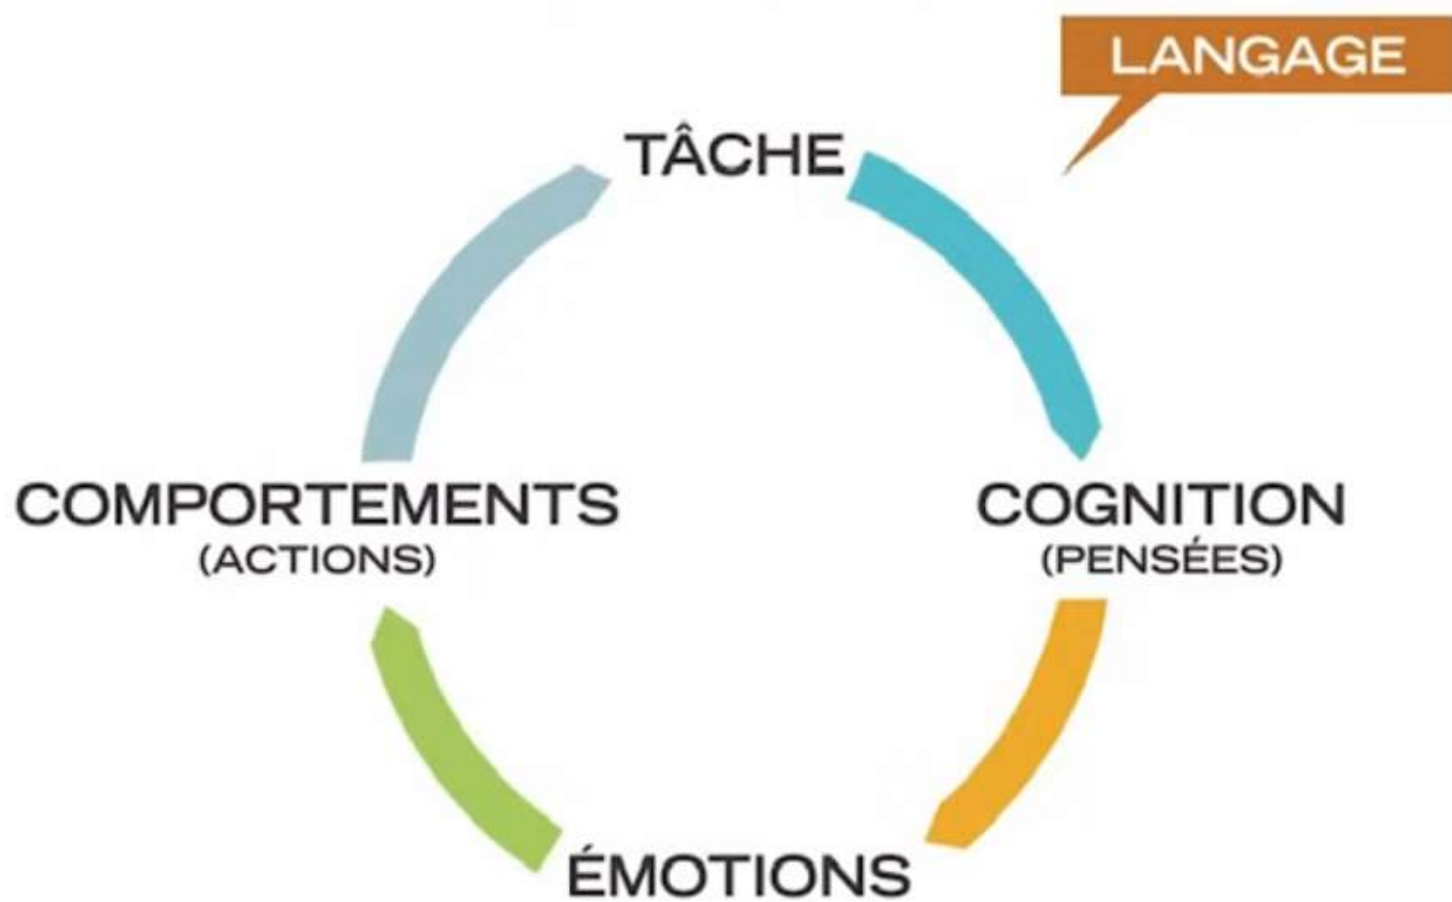 LANGAGE
TÂCHE
COMPORTEMENTS
(ACTIONS)
COGNITION
(PENSÉES)
ÉMOTIONS